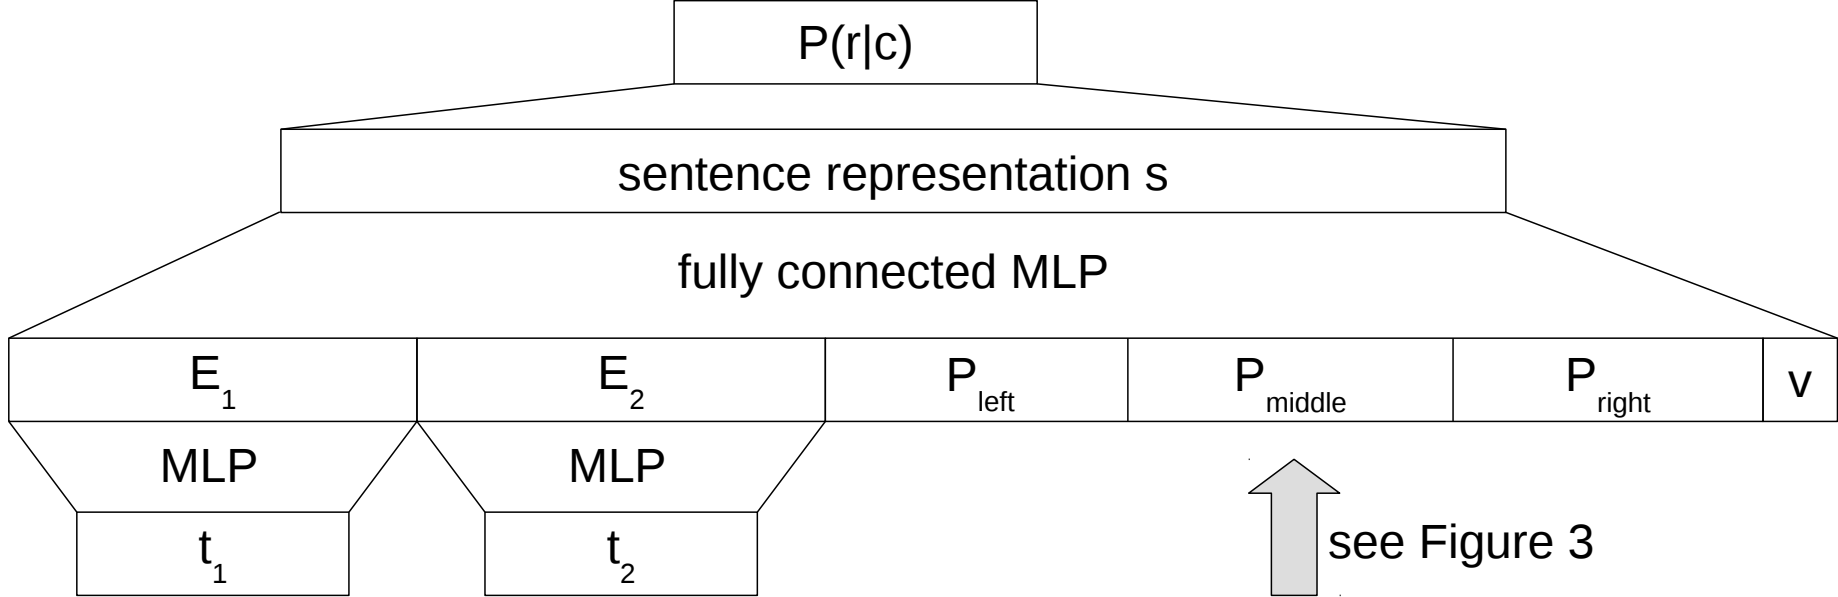 P(r|c)
sentence representation s
fully connected MLP
E1 E2 Pleft Pmiddle Pright v
MLP MLP
t1 t2 see Figure 3